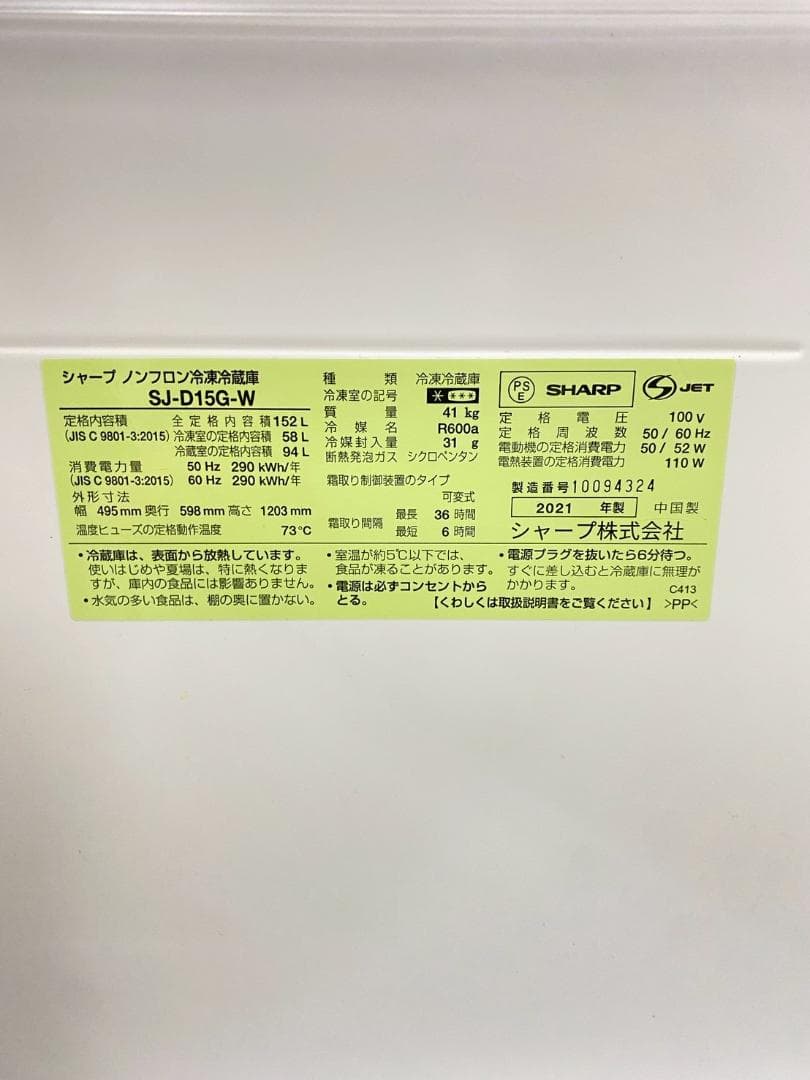 シャープ ノンフロン冷凍冷蔵庫
SJ-D15G-W
定格内容積 全定格内容積 152 L
(JIS C 9801-3:2015) 冷凍室の定格内容積 58 L
冷蔵室の定格内容積 94 L
消費電力量 50 Hz 290 kWh/年
(JIS C 9801-3:2015) 60 Hz 290 kWh/年
外形寸法
幅 495 mm 奥行 598 mm 高さ 1203 mm
温度ヒューズの定格動作温度 73℃
種類 冷凍冷蔵庫
冷凍室の記号
質量 41 kg
冷媒名 R600a
冷媒封入量 31 g
断熱発泡ガス シクロペンタン
霜取り制御装置のタイプ
可変式
霜取り間隔 最長 36 時間
最短 6 時間
PSE SHARP JET
定格電圧 100 V
定格周波数 50 / 60 Hz
電動機の定格消費電力 50 / 52 W
電熱装置の定格消費電力 110 W
製造番号 10094324
2021 年製 中国製
シャープ株式会社
・冷蔵庫は、表面から放熱しています。
使いはじめや夏場は、特に熱くなりま
すが、庫内の食品には影響ありません。
・水気の多い食品は、棚の奥に置かない。
・室温が約5℃以下では、
食品が凍ることがあります。
・電源は必ずコンセントから
とる。
・電源プラグを抜いたら6分待つ。
すぐに差し込むと冷蔵庫に無理が
かかります。
C413
【くわしくは取扱説明書をご覧ください】 >PP<